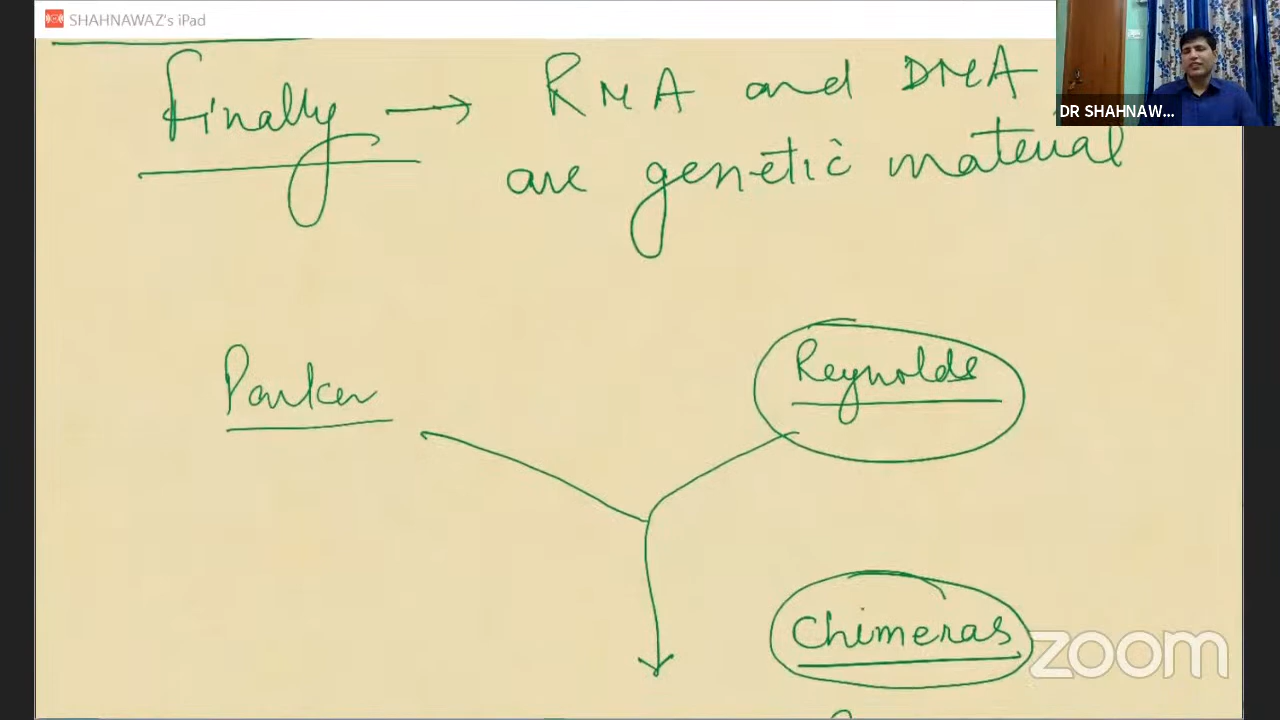 SHAHNAWAZ's iPad
DR SHAHNAW...
Finally → RNA and DNA
are genetic material
Parker Reynolds
Chimeras
zoom